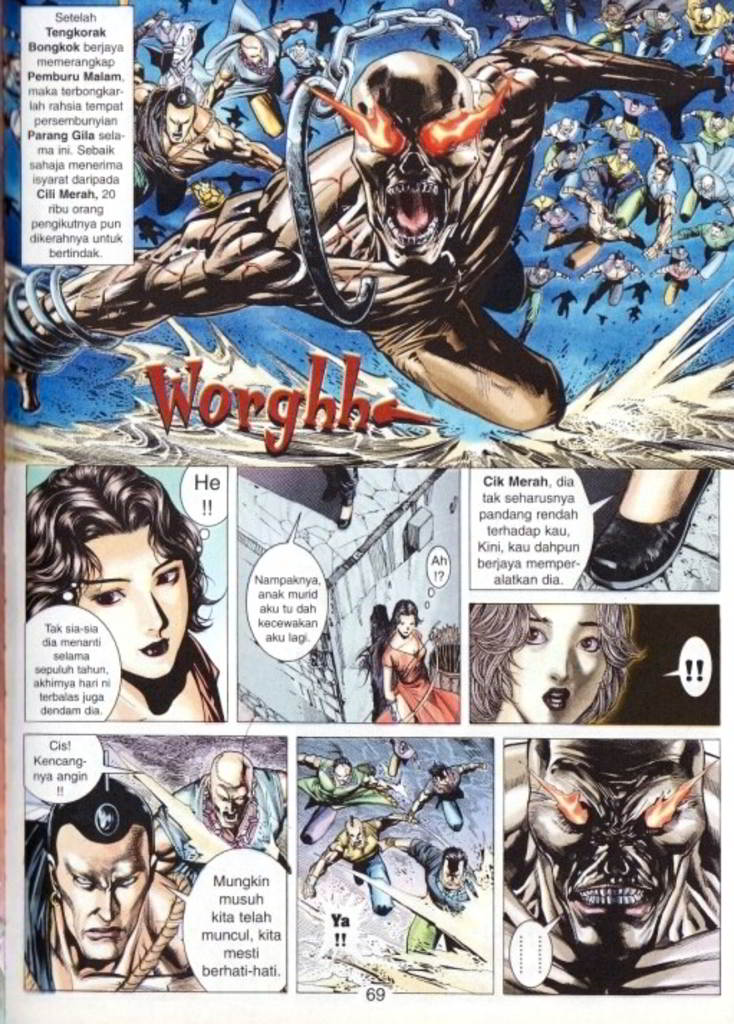 Setelah
Tengkorak
Bongkok berjaya
memerangkap
Pemburu Malam,
maka terbongkar-
lah rahsia tempat
persembunyian
Parang Gila sela-
ma ini. Sebaik
sahaja menerima
isyarat daripada
Cili Merah, 20
ribu orang
pengikutnya pun
dikerahnya untuk
bertindak.
Worghh
He
!!
Tak sia-sia
dia menanti
selama
sepuluh tahun,
akhirnya hari ni
terbalas juga
dendam dia.
Nampaknya,
anak murid
aku tu dah
kecewakan
aku lagi.
Ah
!?
Cik Merah, dia
tak seharusnya
pandang rendah
terhadap kau,
Kini, kau dahpun
berjaya memper-
alatkan dia.
!!
Cis!
Kencang-
nya angin
!!
Mungkin
musuh
kita telah
muncul, kita
mesti
berhati-hati.
Ya
!!
69